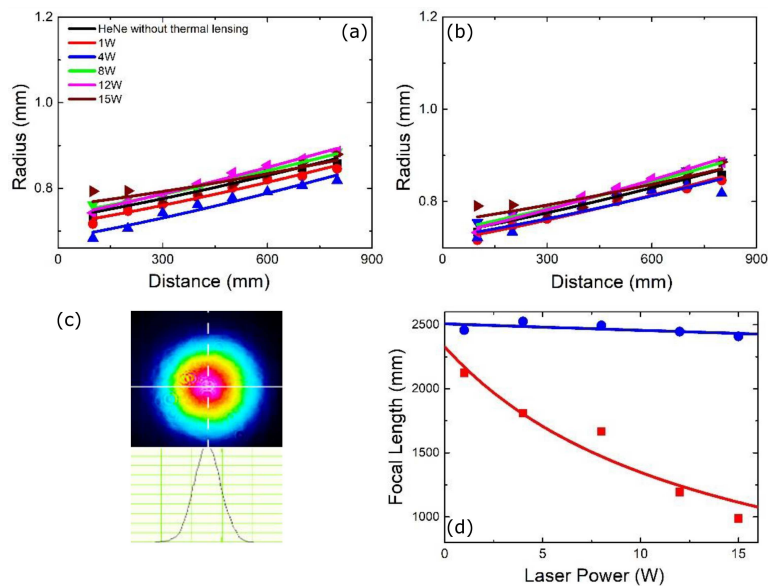 (a)
HeNe without thermal lensing
1W
4W
8W
12W
15W
1.2
1.0
0.8
0.6
Radius (mm)
0 300 600 900
Distance (mm)
(b)
1.2
1.0
0.8
Radius (mm)
0 300 600 900
Distance (mm)
(c)
2500
2000
1500
1000
Focal Length (mm)
(d)
0 5 10 15
Laser Power (W)